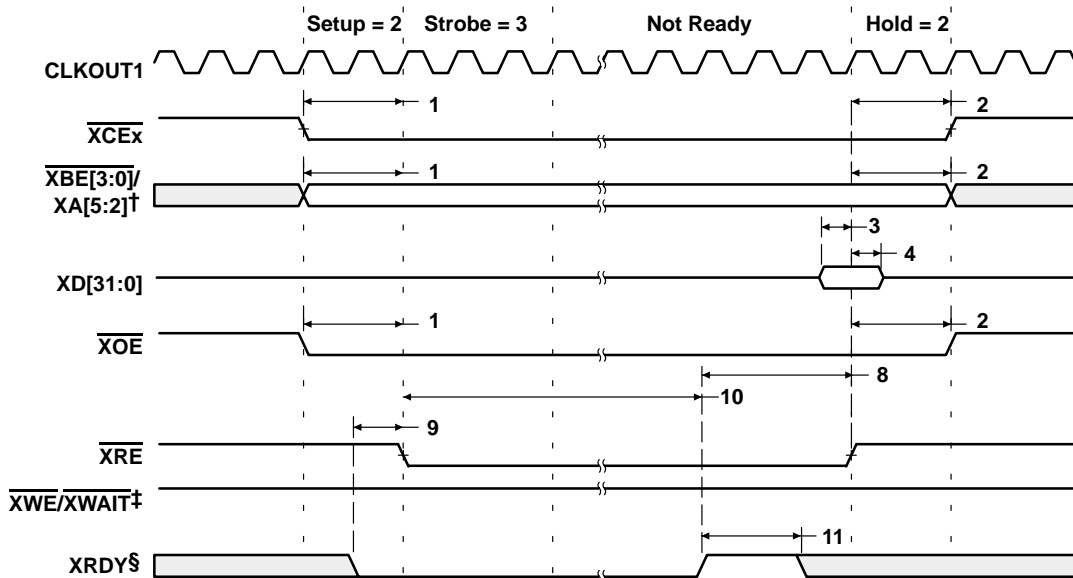 Setup = 2 Strobe = 3 Not Ready Hold = 2
CLKOUT1
1 2
XCEx
1 2
XBE[3:0]/
XA[5:2]†
3
4
XD[31:0]
1 2
XOE
8
10
9
XRE
XWE/XWAIT‡
11
XRDY§